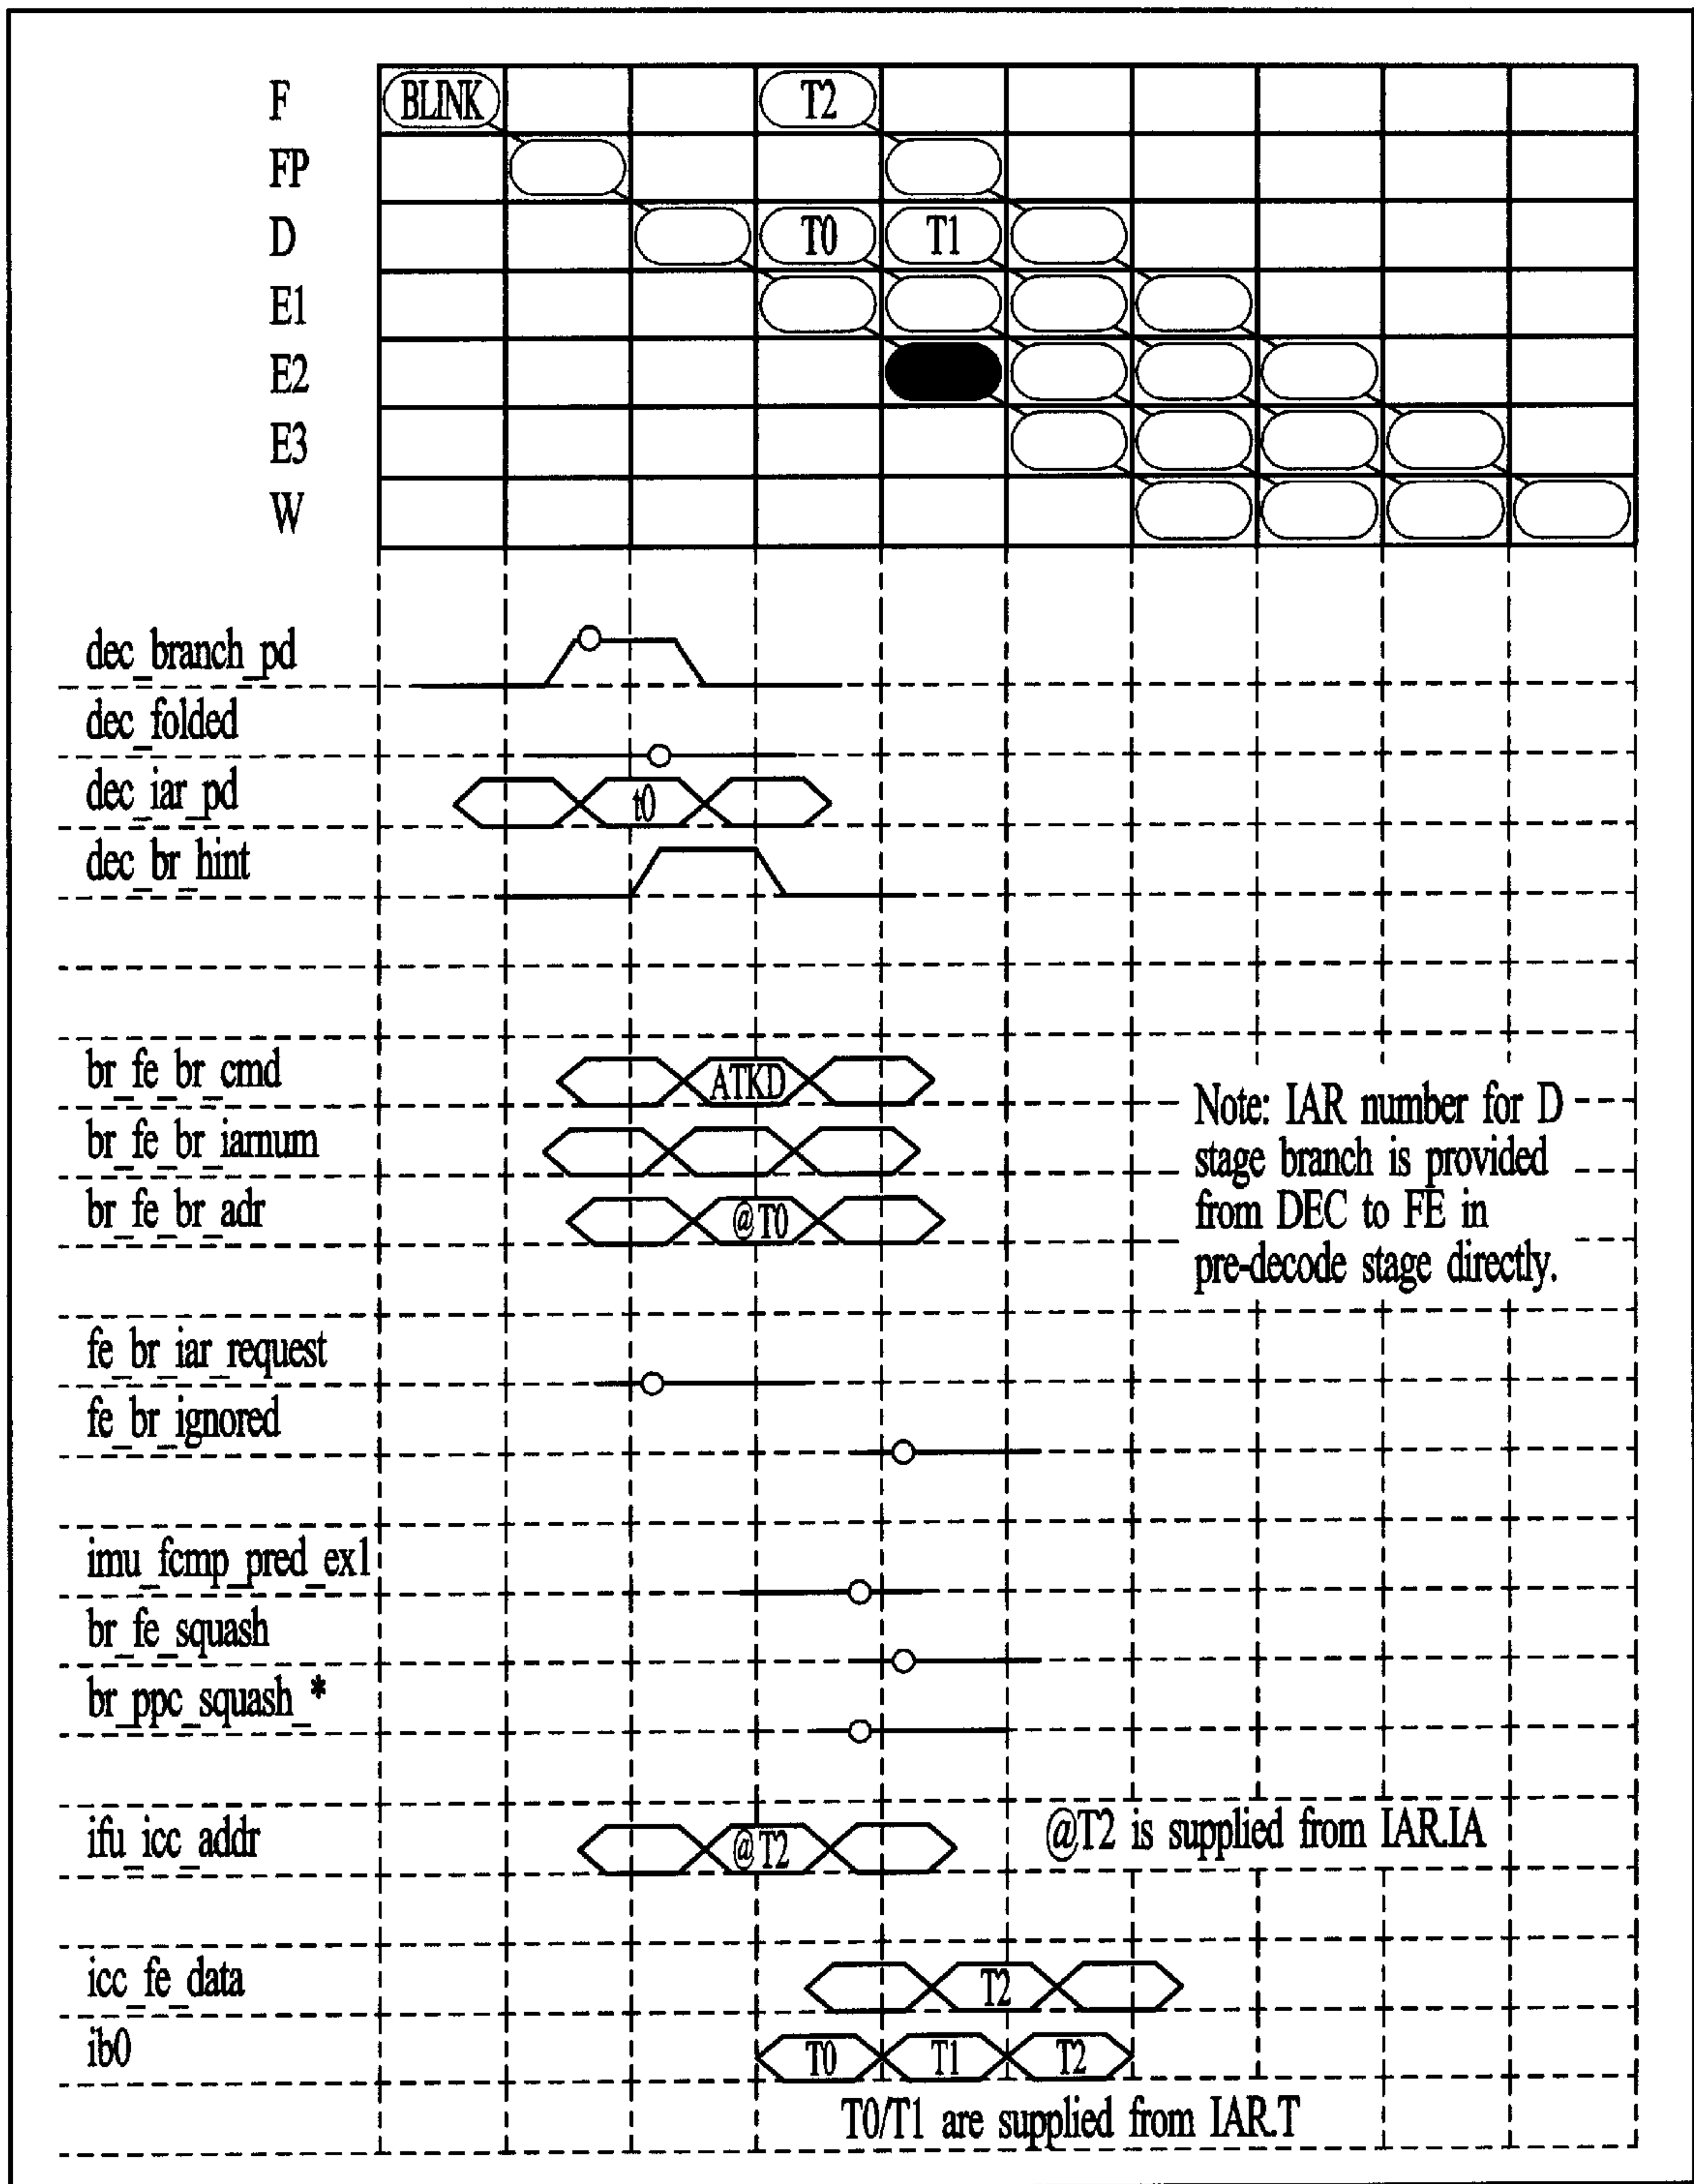 F BLINK T2
FP
D T0 T1
E1
E2
E3
W
dec_branch_pd
dec_folded
dec_iar_pd t0
dec_br_hint
br_fe_br_cmd ATKD
br_fe_br_iarnum
br_fe_br_adr @T0
Note: IAR number for D
stage branch is provided
from DEC to FE in
pre-decode stage directly.
fe_br_iar_request
fe_br_ignored
imu_fcmp_pred_ex1
br_fe_squash
br_ppc_squash_*
ifu_icc_addr @T2 @T2 is supplied from IAR.IA
icc_fe_data T2
ib0 T0 T1 T2
T0/T1 are supplied from IAR.T